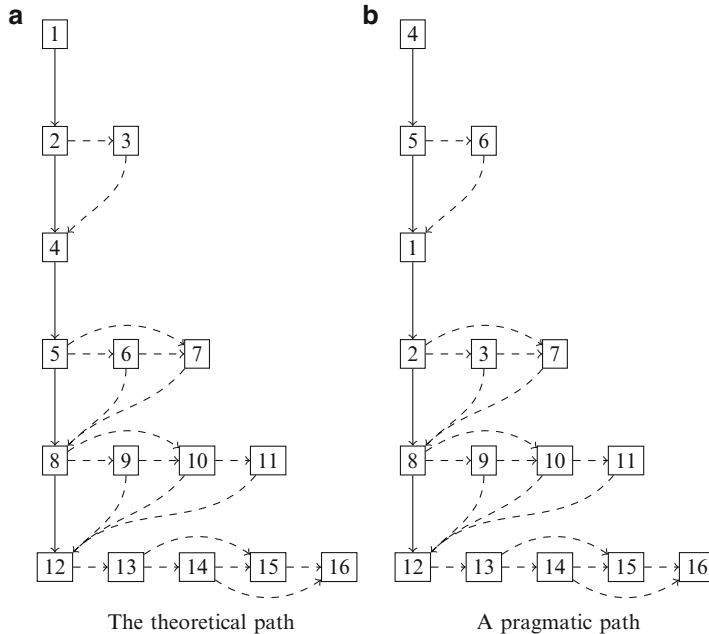 a
b
1
4
2 3
5 6
4
1
5 6 7
2 3 7
8 9 10 11
8 9 10 11
12 13 14 15 16
12 13 14 15 16
The theoretical path
A pragmatic path